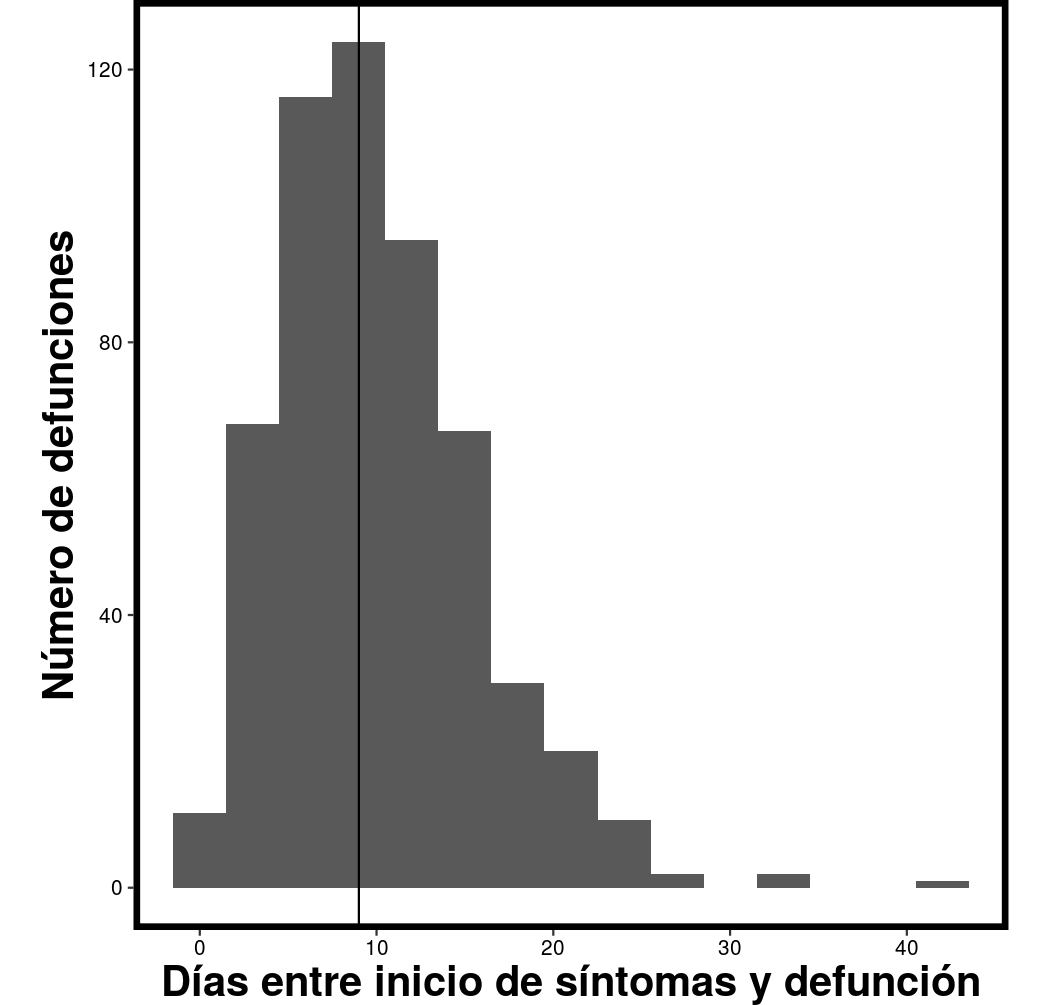 Número de defunciones
120
80
40
0
0 10 20 30 40
Días entre inicio de síntomas y defunción